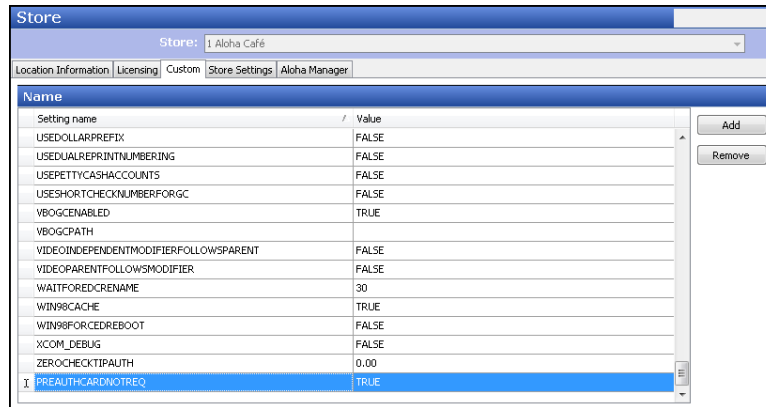 Store
Store: 1 Aloha Café
Location Information Licensing Custom Store Settings Aloha Manager
Name
Setting name / Value
Add
USEDOLLARPREFIX FALSE
USEDUALREPRINTNUMBERING FALSE
Remove
USEPETTYCASHACCOUNTS FALSE
USESHORTCHECKNUMBERFORGC FALSE
VBOGCENABLED TRUE
VBOGCPATH
VIDEOINDEPENDENTMODIFIERFOLLOWSPARENT FALSE
VIDEOPARENTFOLLOWSMODIFIER FALSE
WAITFOREDCRENAME 30
WIN98CACHE TRUE
WIN98FORCEDREBOOT FALSE
XCOM_DEBUG FALSE
ZEROCHECKTIPAUTH 0.00
PREAUTHCARDNOTREQ TRUE